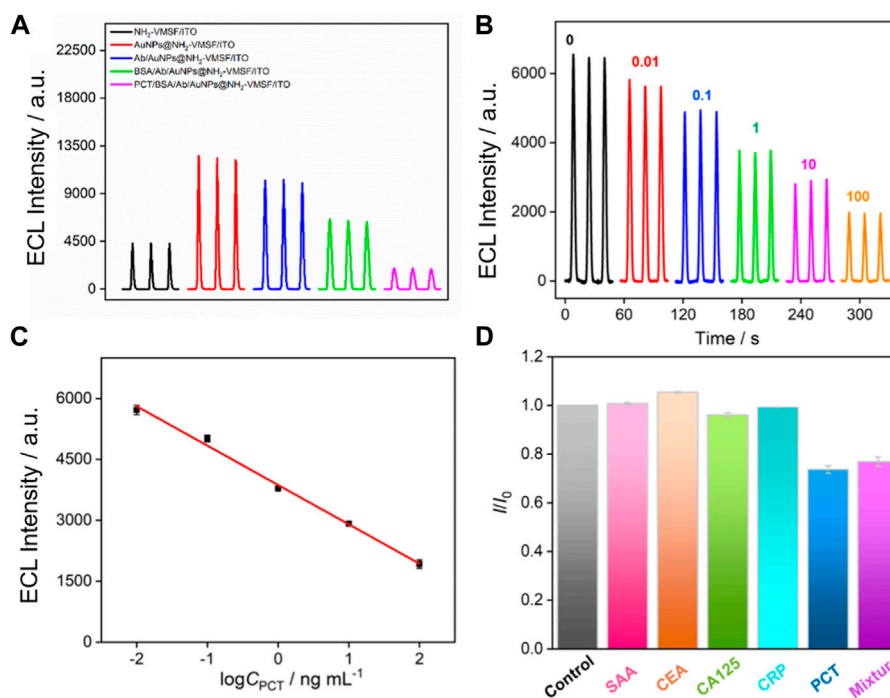 A
ECL Intensity / a.u.
22500
18000
13500
9000
4500
0
NH₂-VMSF/ITO
AuNPs@NH₂-VMSF/ITO
Ab/AuNPs@NH₂-VMSF/ITO
BSA/Ab/AuNPs@NH₂-VMSF/ITO
PCT/BSA/Ab/AuNPs@NH₂-VMSF/ITO
B
ECL Intensity / a.u.
6000
4000
2000
0
0
0.01
0.1
1
10
100
0 60 120 180 240 300
Time / s
C
ECL Intensity / a.u.
6000
4500
3000
1500
0
-2 -1 0 1 2
logC_PCT / ng mL⁻¹
D
I/I₀
1.2
1.0
0.8
0.6
0.4
0.2
0.0
Control
SAA
CEA
CA125
CRP
PCT
Mixtur